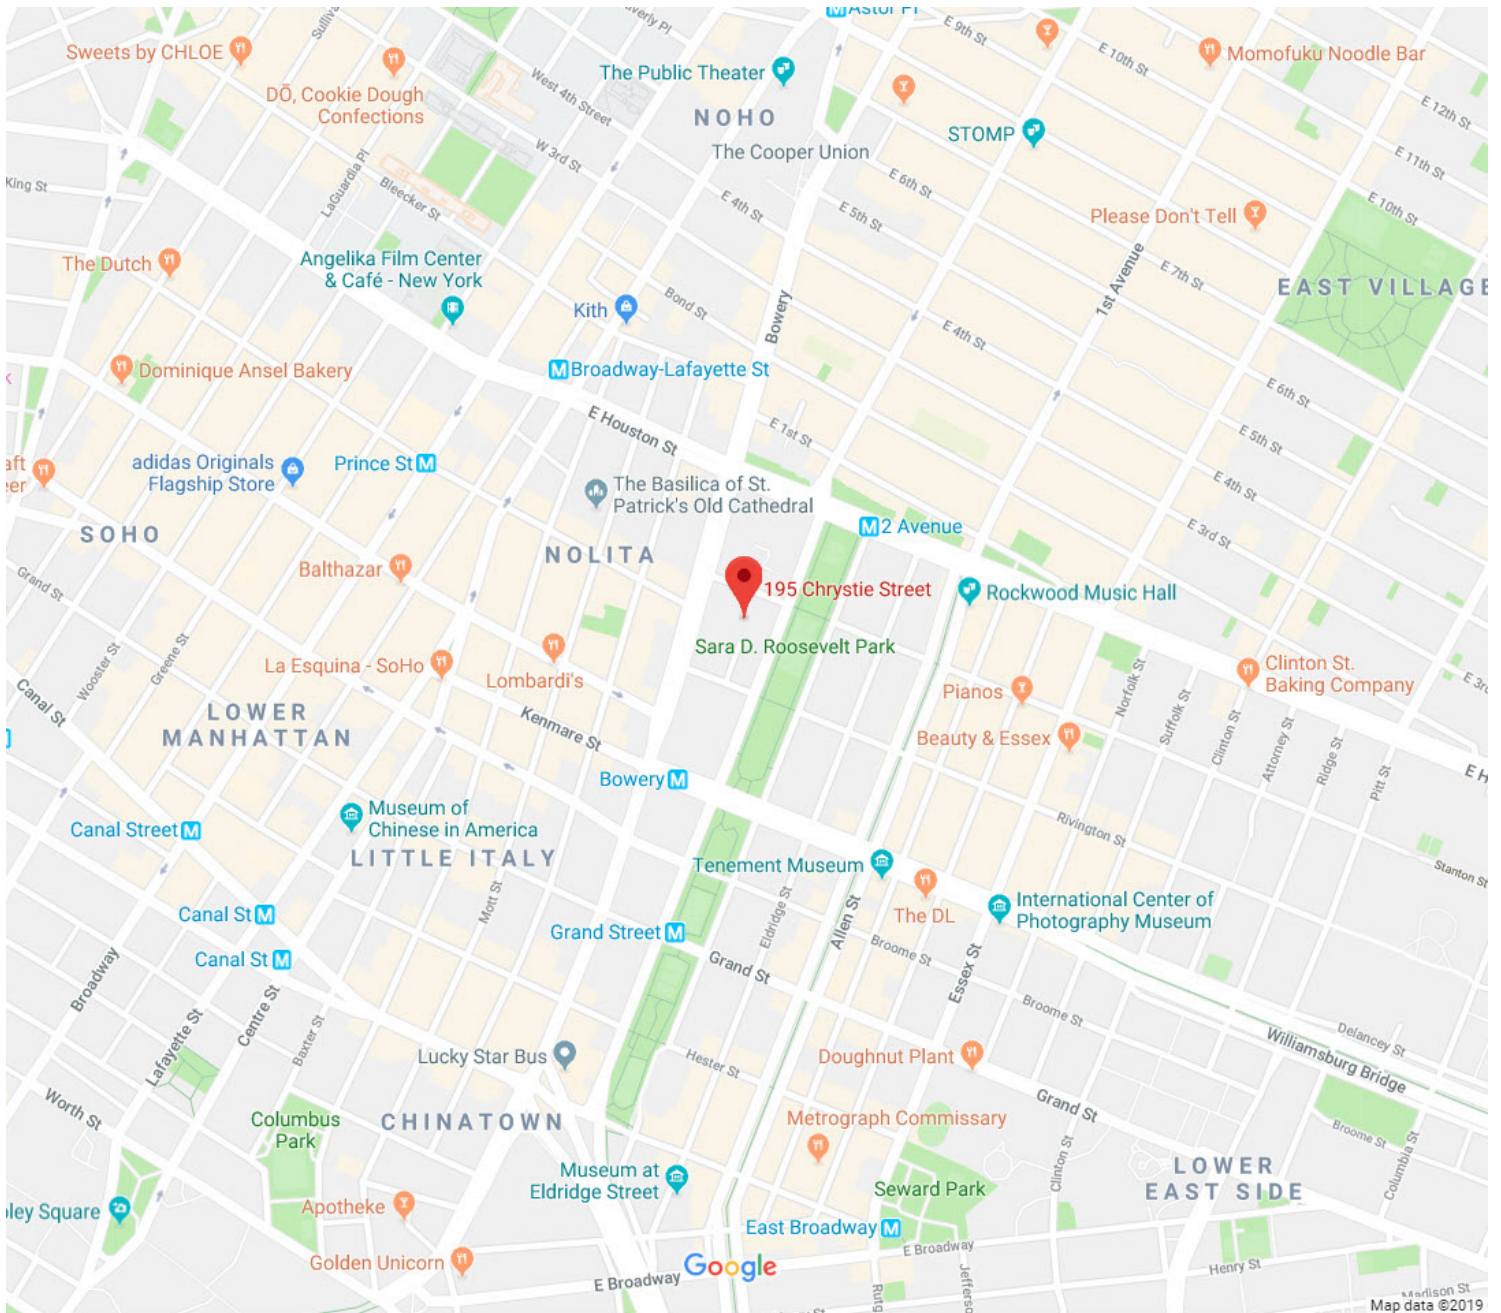 Astor Pl
Sweets by CHLOE
Sullivan
Waverly Pl
E 9th St
E 10th St
Momofuku Noodle Bar
The Public Theater
West 4th Street
DŌ, Cookie Dough
Confections
NOHO
E 12th St
STOMP
W 3rd St
The Cooper Union
E 11th St
King St
LaGuardia Pl
Bleecker St
E 6th St
E 4th St
E 5th St
E 10th St
Please Don't Tell
Angelika Film Center
& Café - New York
The Dutch
E 7th St
1st Avenue
EAST VILLAGE
Kith
Bond St
Bowery
E 4th St
Dominique Ansel Bakery
M Broadway-Lafayette St
E 6th St
E Houston St
E 1st St
E 5th St
aft
eer
adidas Originals
Flagship Store
Prince St M
The Basilica of St.
Patrick's Old Cathedral
E 4th St
SOHO
M 2 Avenue
E 3rd St
NOLITA
Balthazar
Grand St
195 Chrystie Street
Rockwood Music Hall
Sara D. Roosevelt Park
Wooster St
Greene St
La Esquina - SoHo
Lombardi's
Clinton St.
Baking Company
E 3rd
Canal St
Pianos
Norfolk St
Suffolk St
Clinton St
Attorney St
Ridge St
Pitt St
LOWER
MANHATTAN
Kenmare St
Beauty & Essex
Bowery M
E H
Museum of
Chinese in America
Canal Street M
Rivington St
LITTLE ITALY
Tenement Museum
Stanton St
Mott St
The DL
International Center of
Photography Museum
Canal St M
Grand Street M
Eldridge St
Allen St
Broome St
Canal St M
Grand St
Essex St
Broadway
Lafayette St
Centre St
Baxter St
Broome St
Delancey St
Williamsburg Bridge
Lucky Star Bus
Hester St
Doughnut Plant
Worth St
Columbus
Park
CHINATOWN
Metrograph Commissary
Grand St
Broome St
Columbia St
Clinton St
LOWER
EAST SIDE
Museum at
Eldridge Street
Seward Park
oley Square
Apotheke
East Broadway M
E Broadway
Golden Unicorn
Google
E Broadway
Rutg
Jeffers
Henry St
Madison St
Map data ©2019